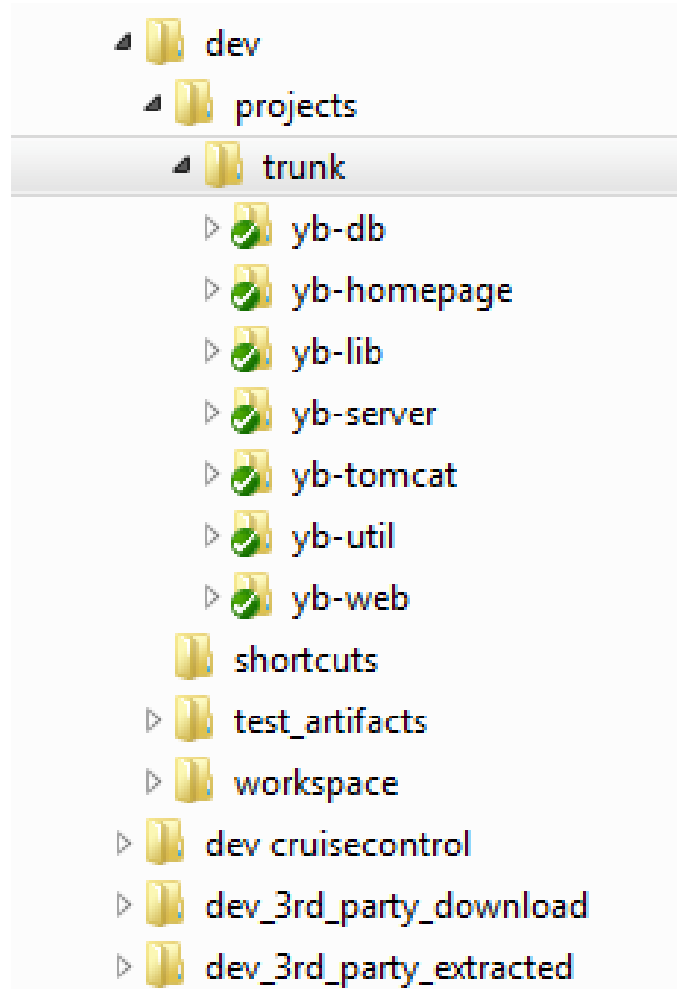 dev
projects
trunk
yb-db
yb-homepage
yb-lib
yb-server
yb-tomcat
yb-util
yb-web
shortcuts
test_artifacts
workspace
dev cruisecontrol
dev_3rd_party_download
dev_3rd_party_extracted